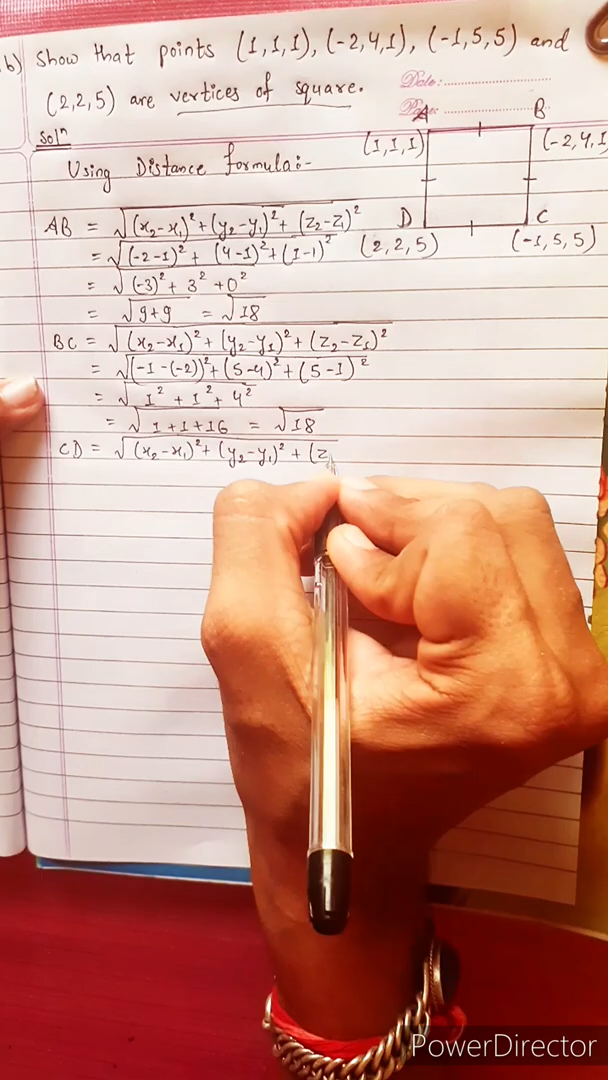 b) Show that points (1,1,1), (-2,4,1), (-1,5,5) and
(2,2,5) are vertices of square.
Date:
Page:
Solⁿ
A B
(1,1,1) (-2,4,1
Using Distance formula:-
D C
(2,2,5) (-1,5,5)
AB = √(x₂-x₁)²+(y₂-y₁)²+(z₂-z₁)²
= √(-2-1)²+(4-1)²+(1-1)²
= √(-3)²+3²+0²
= √9+9 = √18
BC = √(x₂-x₁)²+(y₂-y₁)²+(z₂-z₁)²
= √(-1-(-2))²+(5-4)²+(5-1)²
= √1²+1²+4²
= √1+1+16 = √18
CD = √(x₂-x₁)²+(y₂-y₁)²+(z
PowerDirector